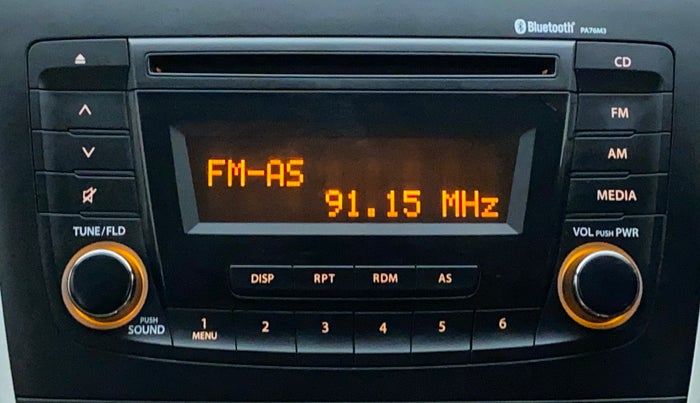 Bluetooth® PA76M3
CD
FM
AM
MEDIA
FM-AS
91.15 MHz
TUNE/FLD
VOL PUSH PWR
DISP RPT RDM AS
PUSH
SOUND
1 2 3 4 5 6
MENU